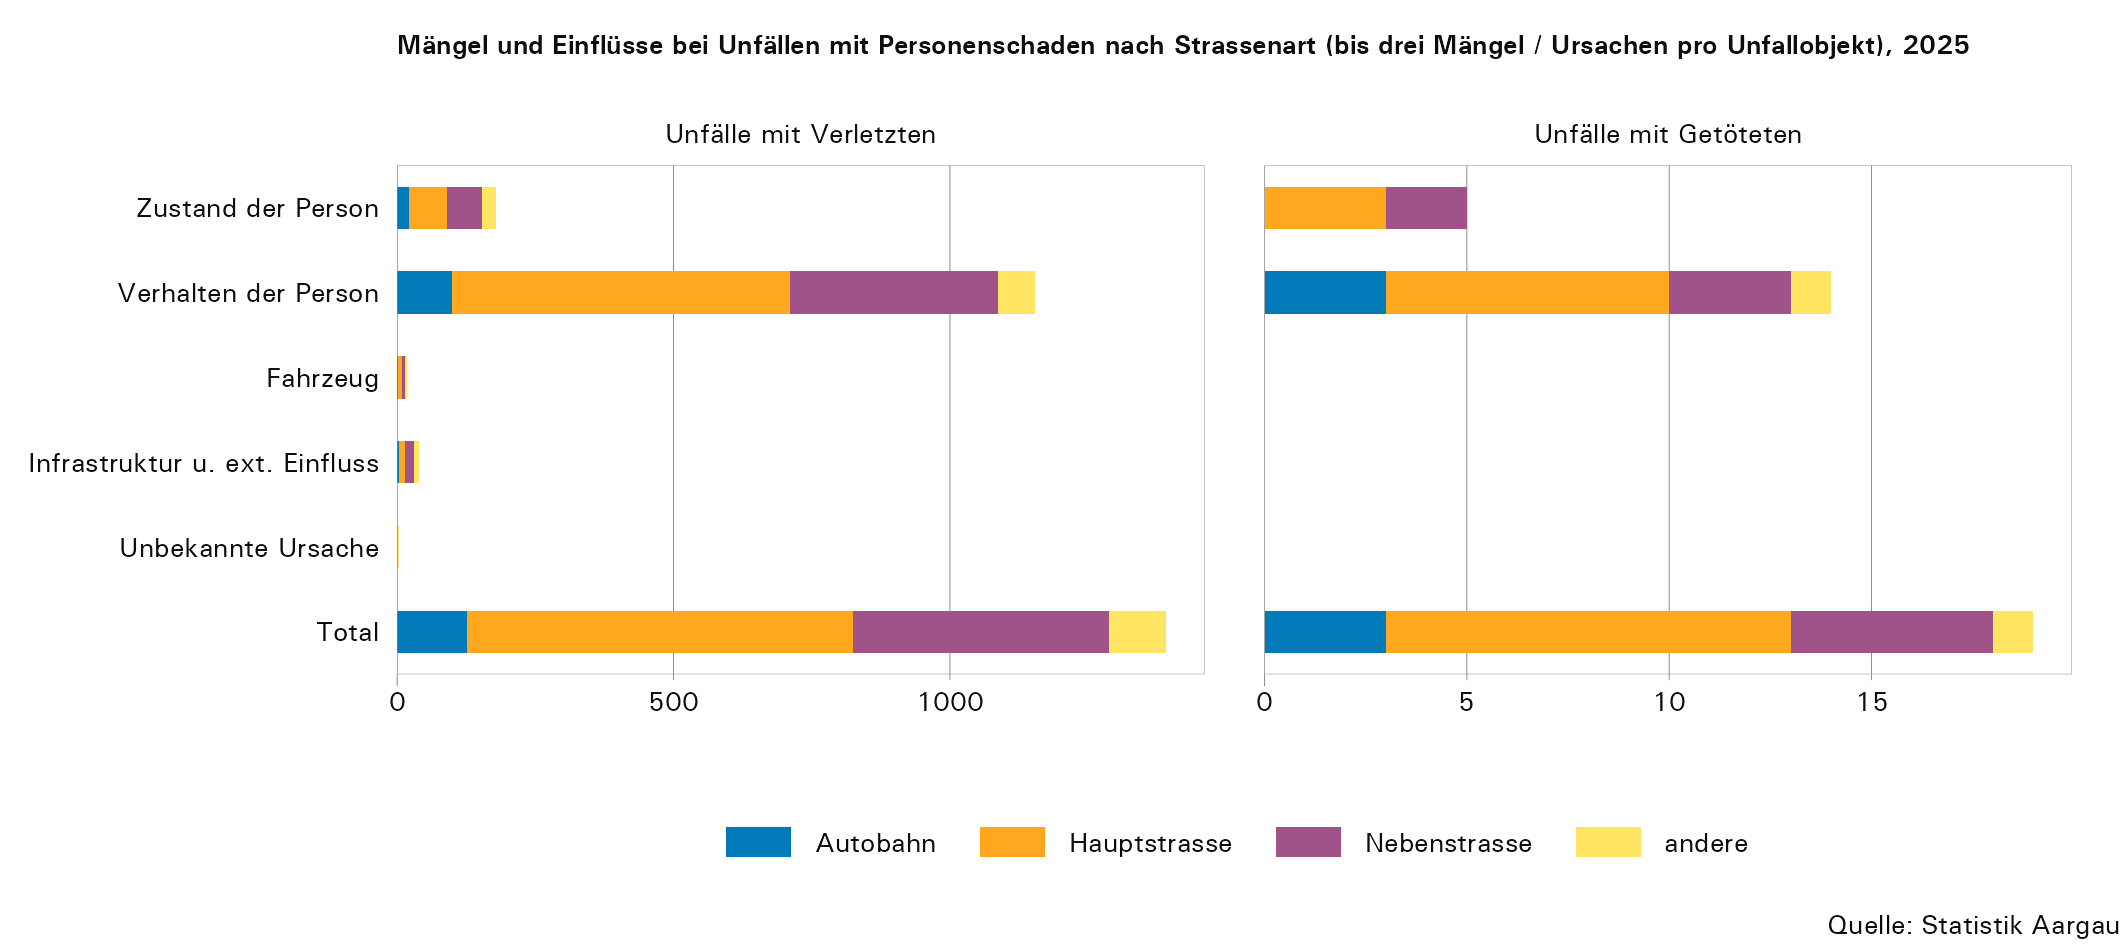 Mängel und Einflüsse bei Unfällen mit Personenschaden nach Strassenart (bis drei Mängel / Ursachen pro Unfallobjekt), 2025
Unfälle mit Verletzten
Unfälle mit Getöteten
Zustand der Person
Verhalten der Person
Fahrzeug
Infrastruktur u. ext. Einfluss
Unbekannte Ursache
Total
0 500 1000
0 5 10 15
Autobahn Hauptstrasse Nebenstrasse andere
Quelle: Statistik Aargau